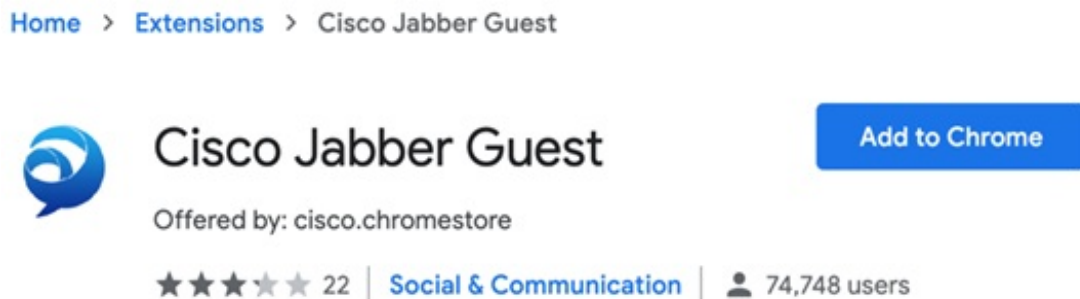 Home > Extensions > Cisco Jabber Guest
Cisco Jabber Guest
Add to Chrome
Offered by: cisco.chromestore
22 | Social & Communication | 74,748 users